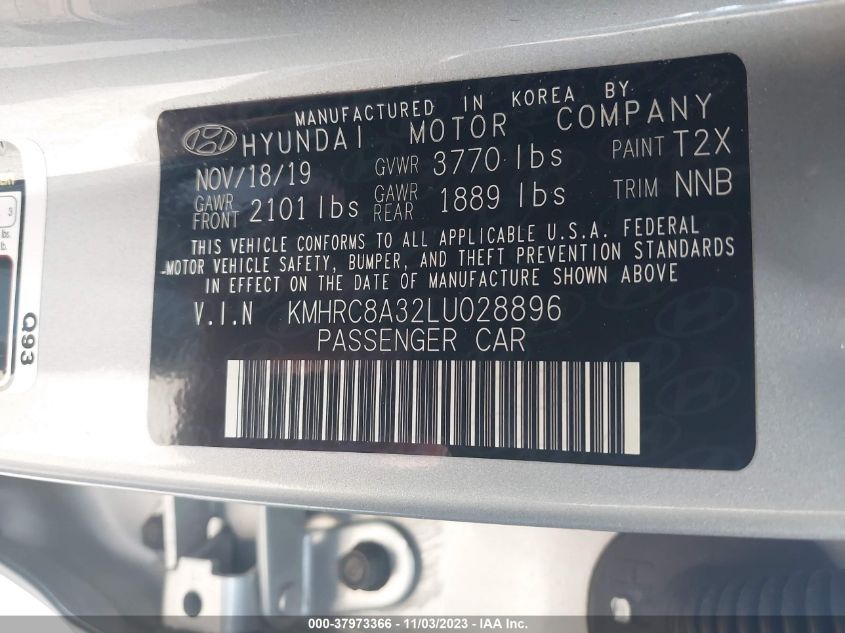 MANUFACTURED IN KOREA BY
HYUNDAI MOTOR COMPANY
NOV/18/19 GVWR 3770 lbs PAINT T2X
GAWR FRONT 2101 lbs GAWR REAR 1889 lbs TRIM NNB
THIS VEHICLE CONFORMS TO ALL APPLICABLE U.S.A. FEDERAL
MOTOR VEHICLE SAFETY, BUMPER, AND THEFT PREVENTION STANDARDS
IN EFFECT ON THE DATE OF MANUFACTURE SHOWN ABOVE
V.I.N KMHRC8A32LU028896
PASSENGER CAR
Q93
3
lbs.
lb.
000-37973366 - 11/03/2023 - IAA Inc.